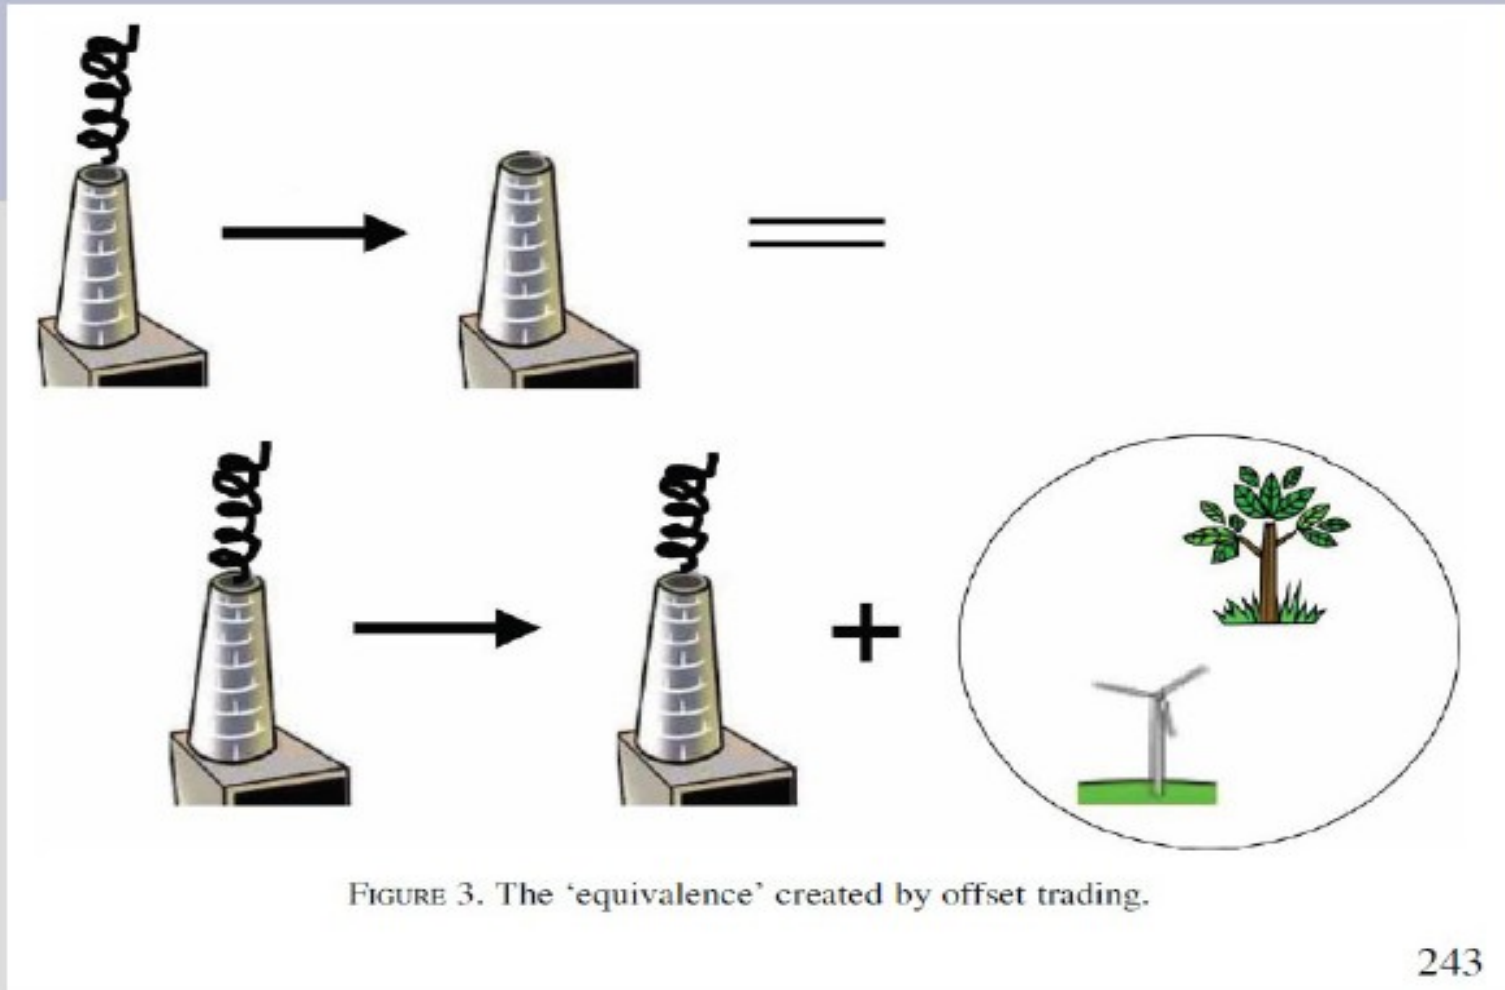 FIGURE 3. The ‘equivalence’ created by offset trading.
243